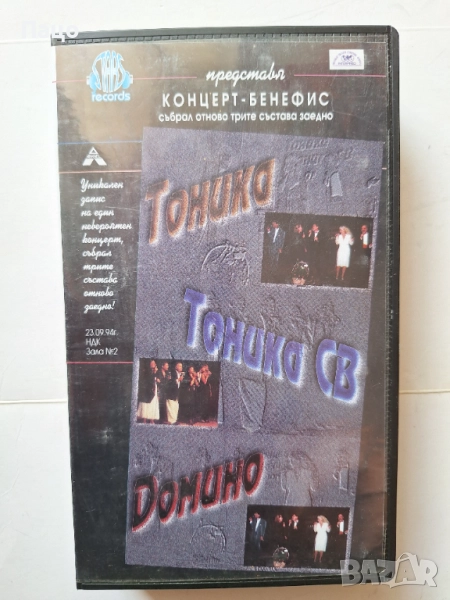 records
представя
КОНЦЕРТ-БЕНЕФИС
събрал отново трите състава заедно
Уникален
запис
на един
невероятен
концерт,
събрал
трите
състава
отново
заедно!
23.09.94г.
НДК
Зала №2
Тоника
Тоника СВ
Домино
BAZAR